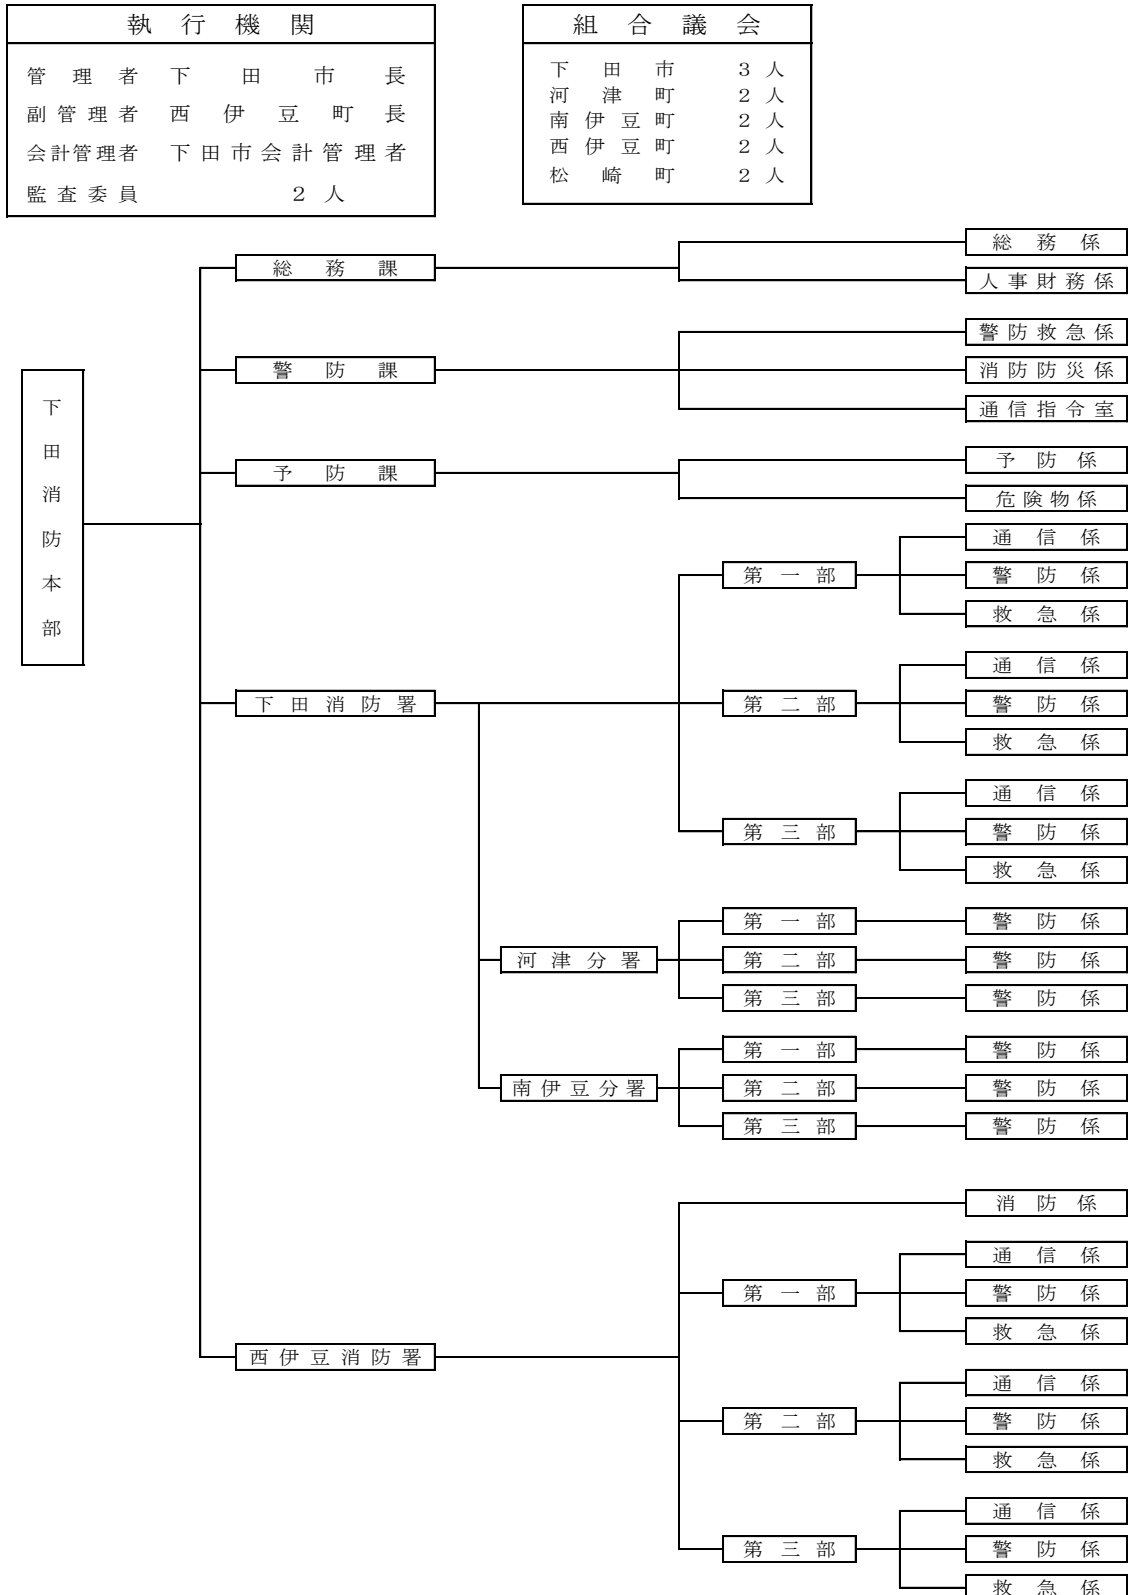 執行機関
管理者 下田市長
副管理者 西伊豆町長
会計管理者 下田市会計管理者
監査委員 2人
組合議会
下田市 3人
河津町 2人
南伊豆町 2人
西伊豆町 2人
松崎町 2人
下田消防本部
総務課
総務係
人事財務係
警防課
警防救急係
消防防災係
通信指令室
予防課
予防係
危険物係
下田消防署
第一部
通信係
警防係
救急係
第二部
通信係
警防係
救急係
第三部
通信係
警防係
救急係
河津分署
第一部 警防係
第二部 警防係
第三部 警防係
南伊豆分署
第一部 警防係
第二部 警防係
第三部 警防係
西伊豆消防署
消防係
第一部
通信係
警防係
救急係
第二部
通信係
警防係
救急係
第三部
通信係
警防係
救急係